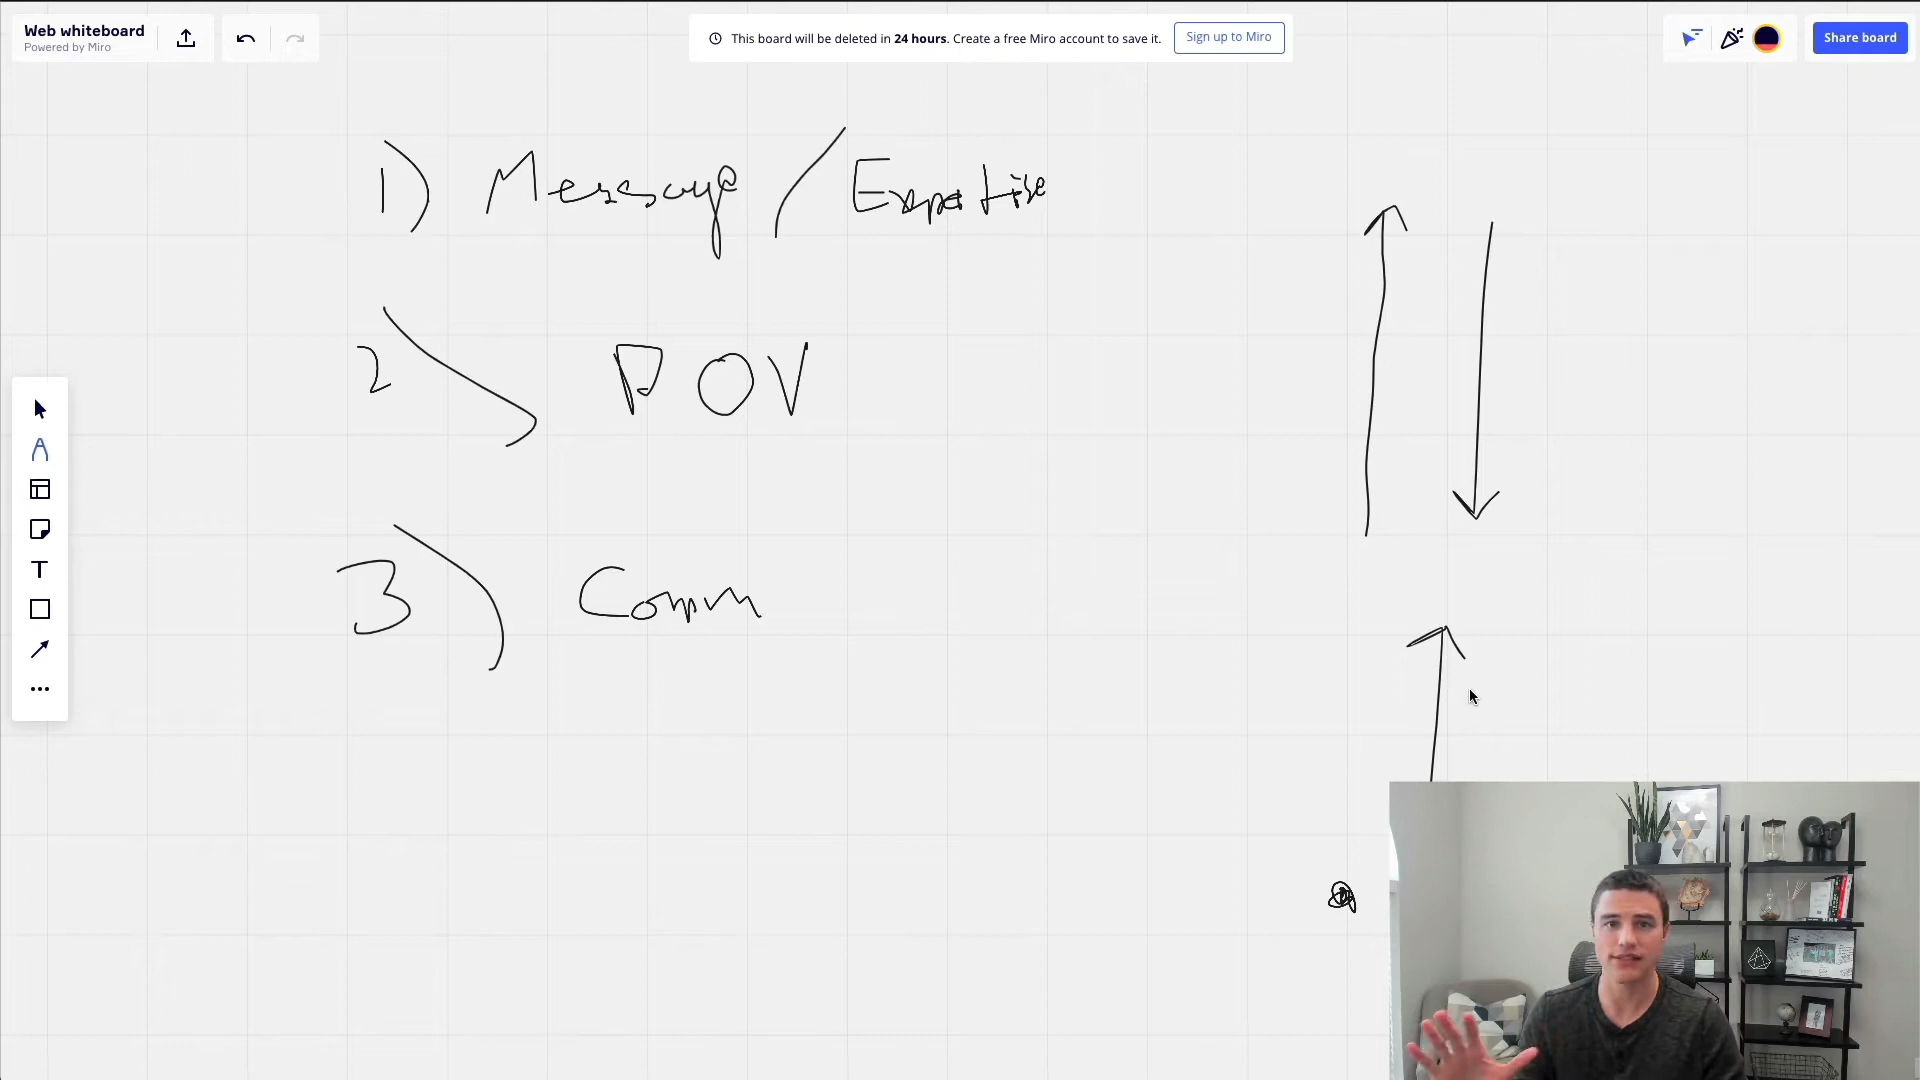 Web whiteboard
Powered by Miro
This board will be deleted in 24 hours. Create a free Miro account to save it.
Sign up to Miro
Share board
1) Message / Expertise
2) POV
3) Comm
T